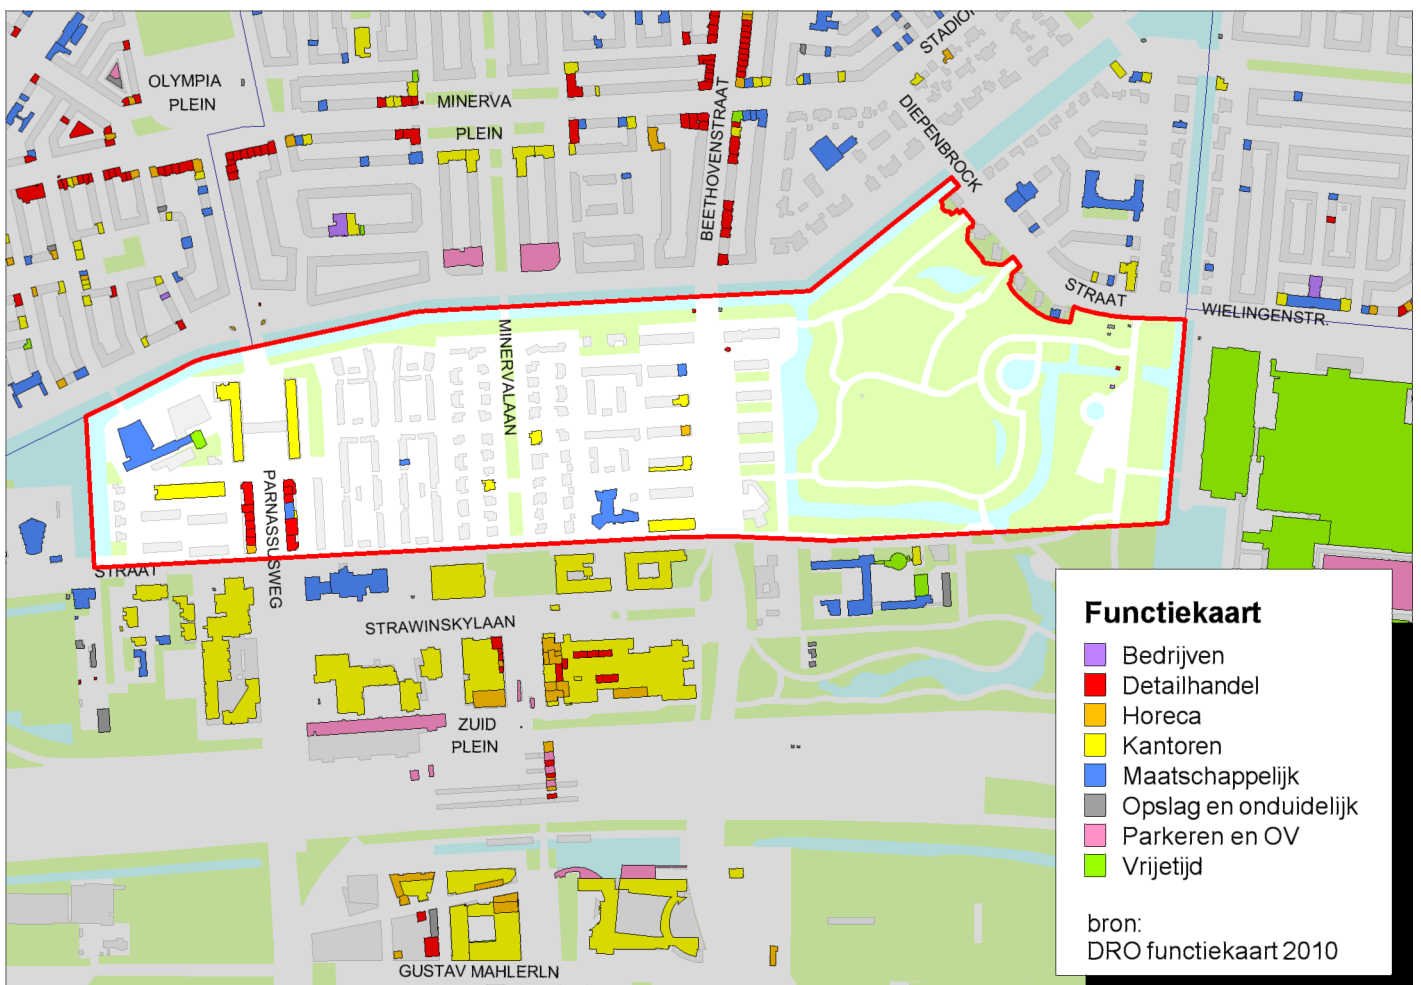 STADION
OLYMPIA
PLEIN
MINERVA
PLEIN
BEETHOVENSTRAAT
DIEPENBROCK
STRAAT
WIELINGENSTR.
MINERVALAAN
PARNASSUSWEG
STRAAT
STRAWINSKYLAAN
ZUID
PLEIN
GUSTAV MAHLERLN
Functiekaart
Bedrijven
Detailhandel
Horeca
Kantoren
Maatschappelijk
Opslag en onduidelijk
Parkeren en OV
Vrijetijd
bron:
DRO functiekaart 2010